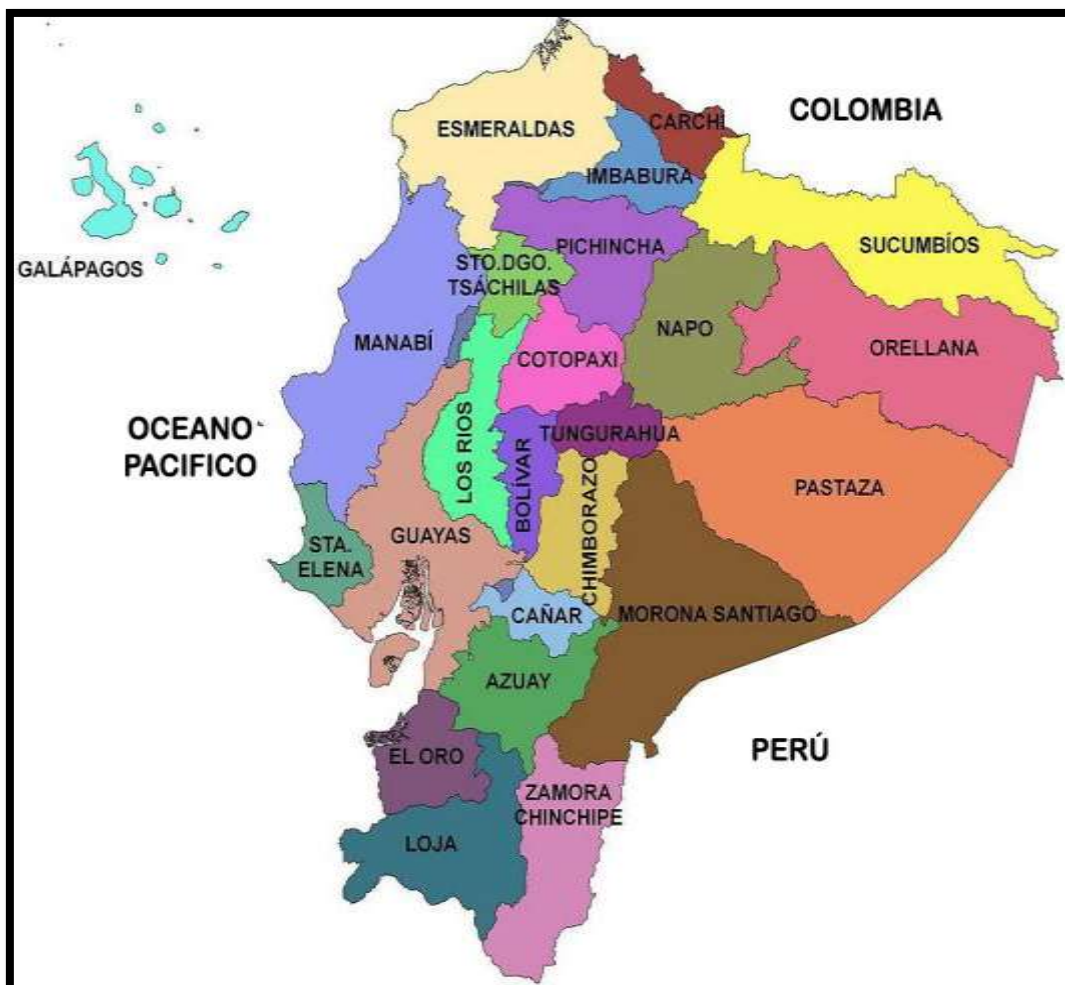 COLOMBIA
CARCHI
ESMERALDAS
IMBABURA
SUCUMBÍOS
PICHINCHA
GALÁPAGOS
STO.DGO.
TSÁCHILAS
NAPO
MANABÍ
ORELLANA
COTOPAXI
OCEANO
PACIFICO
TUNGURAHUA
LOS RIOS
BOLÍVAR
CHIMBORAZO
PASTAZA
GUAYAS
STA.
ELENA
CAÑAR
MORONA SANTIAGO
AZUAY
PERÚ
EL ORO
ZAMORA
CHINCHIPE
LOJA